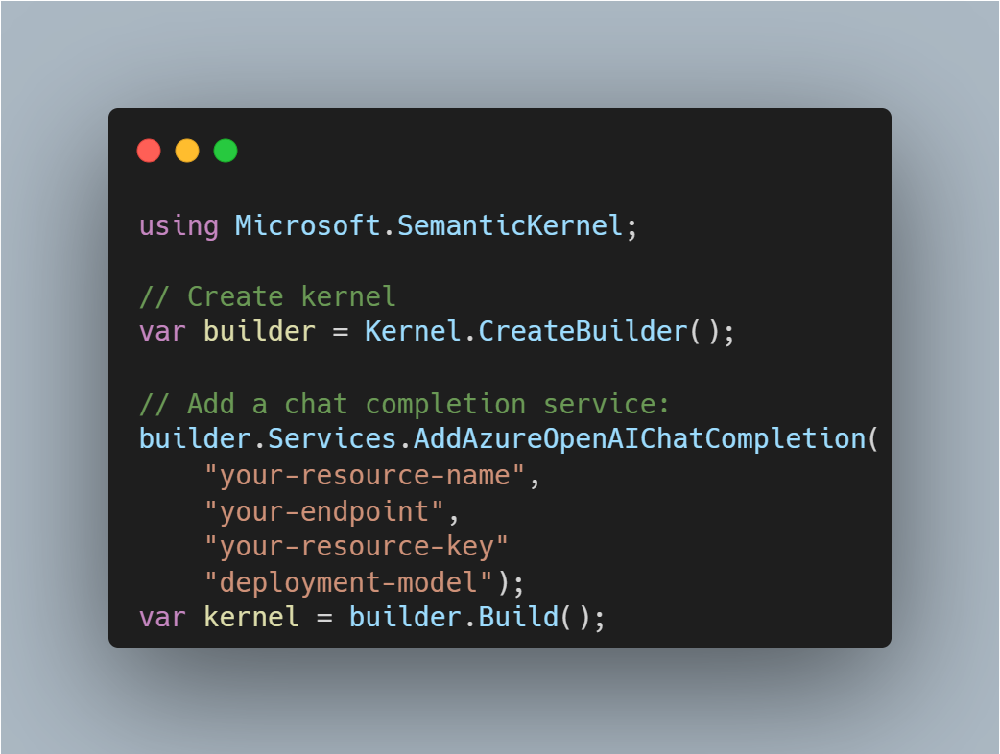 using Microsoft.SemanticKernel;
// Create kernel
var builder = Kernel.CreateBuilder();
// Add a chat completion service:
builder.Services.AddAzureOpenAIChatCompletion(
"your-resource-name",
"your-endpoint",
"your-resource-key"
"deployment-model");
var kernel = builder.Build();